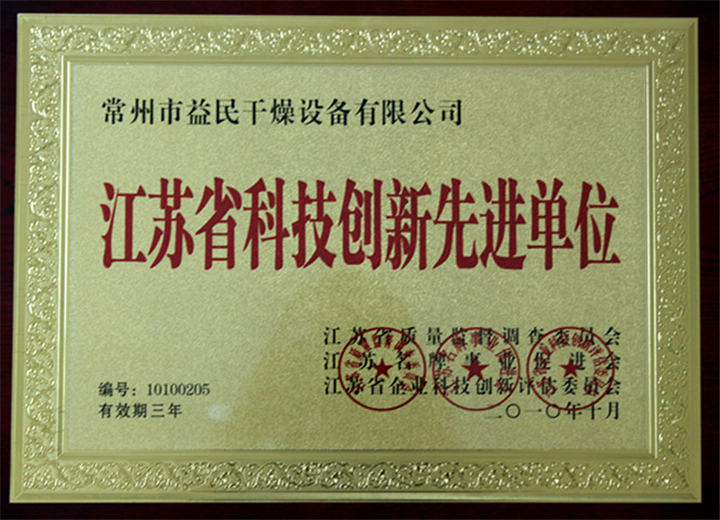 常州市益民干燥设备有限公司
江苏省科技创新先进单位
江苏省质量监督调查委员会
江苏名牌事业促进会
江苏省企业科技创新评估委员会
编号：10100205
有效期三年
二〇一〇年十月